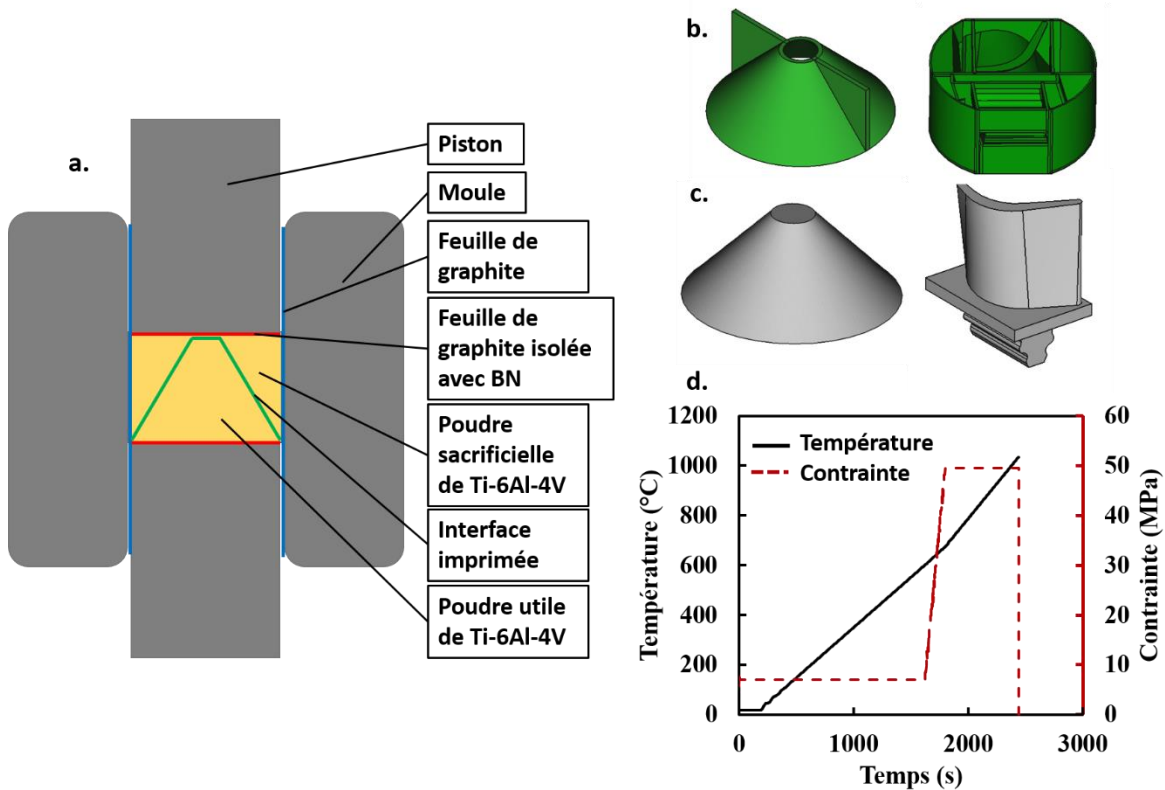 a.
Piston
Moule
Feuille de
graphite
Feuille de
graphite isolée
avec BN
Poudre
sacrificielle
de Ti-6Al-4V
Interface
imprimée
Poudre utile
de Ti-6Al-4V
b.
c.
d.
Température (°C)
1200
1000
800
600
400
200
0
Température
Contrainte
60
50
40
30
20
10
0
Contrainte (MPa)
0
1000
2000
3000
Temps (s)